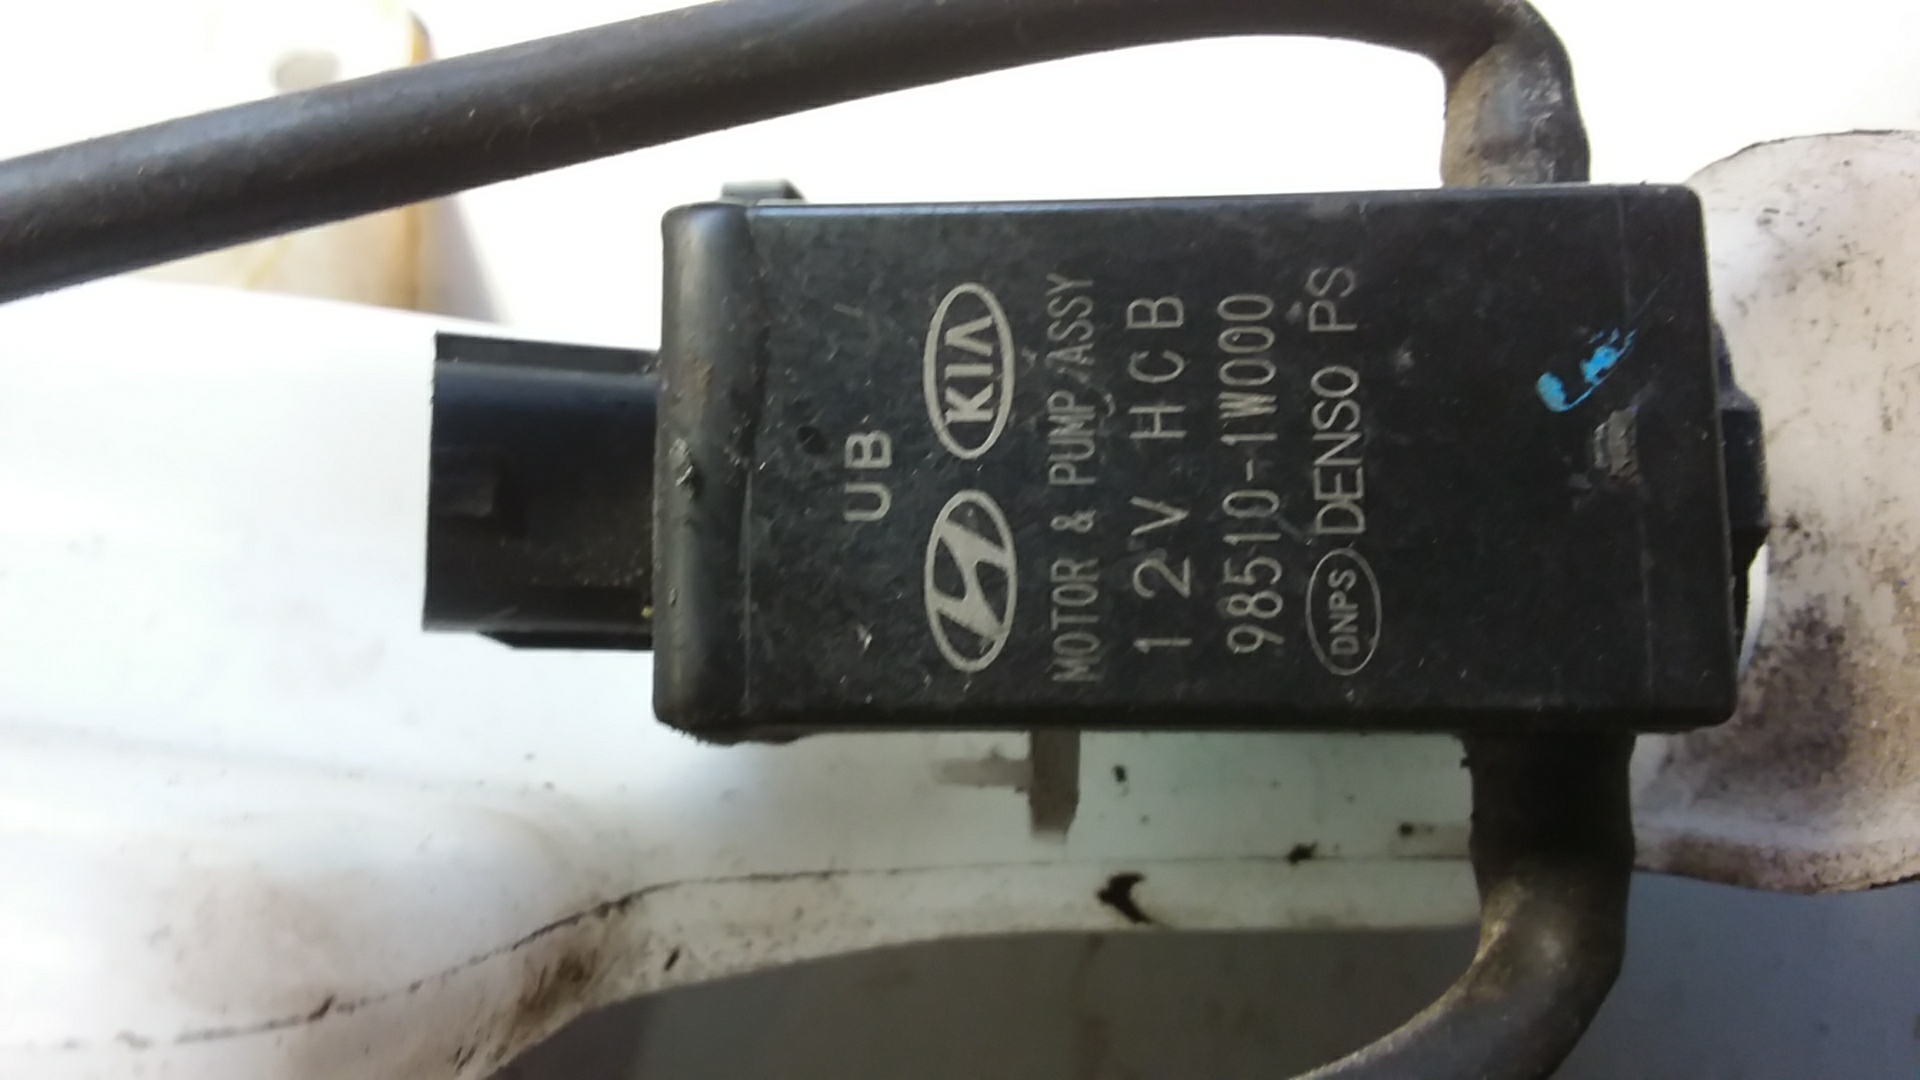 UB
KIA
MOTOR & PUMP/ASSY
12V HCB
98510-1W000
DNPS DENSO PS